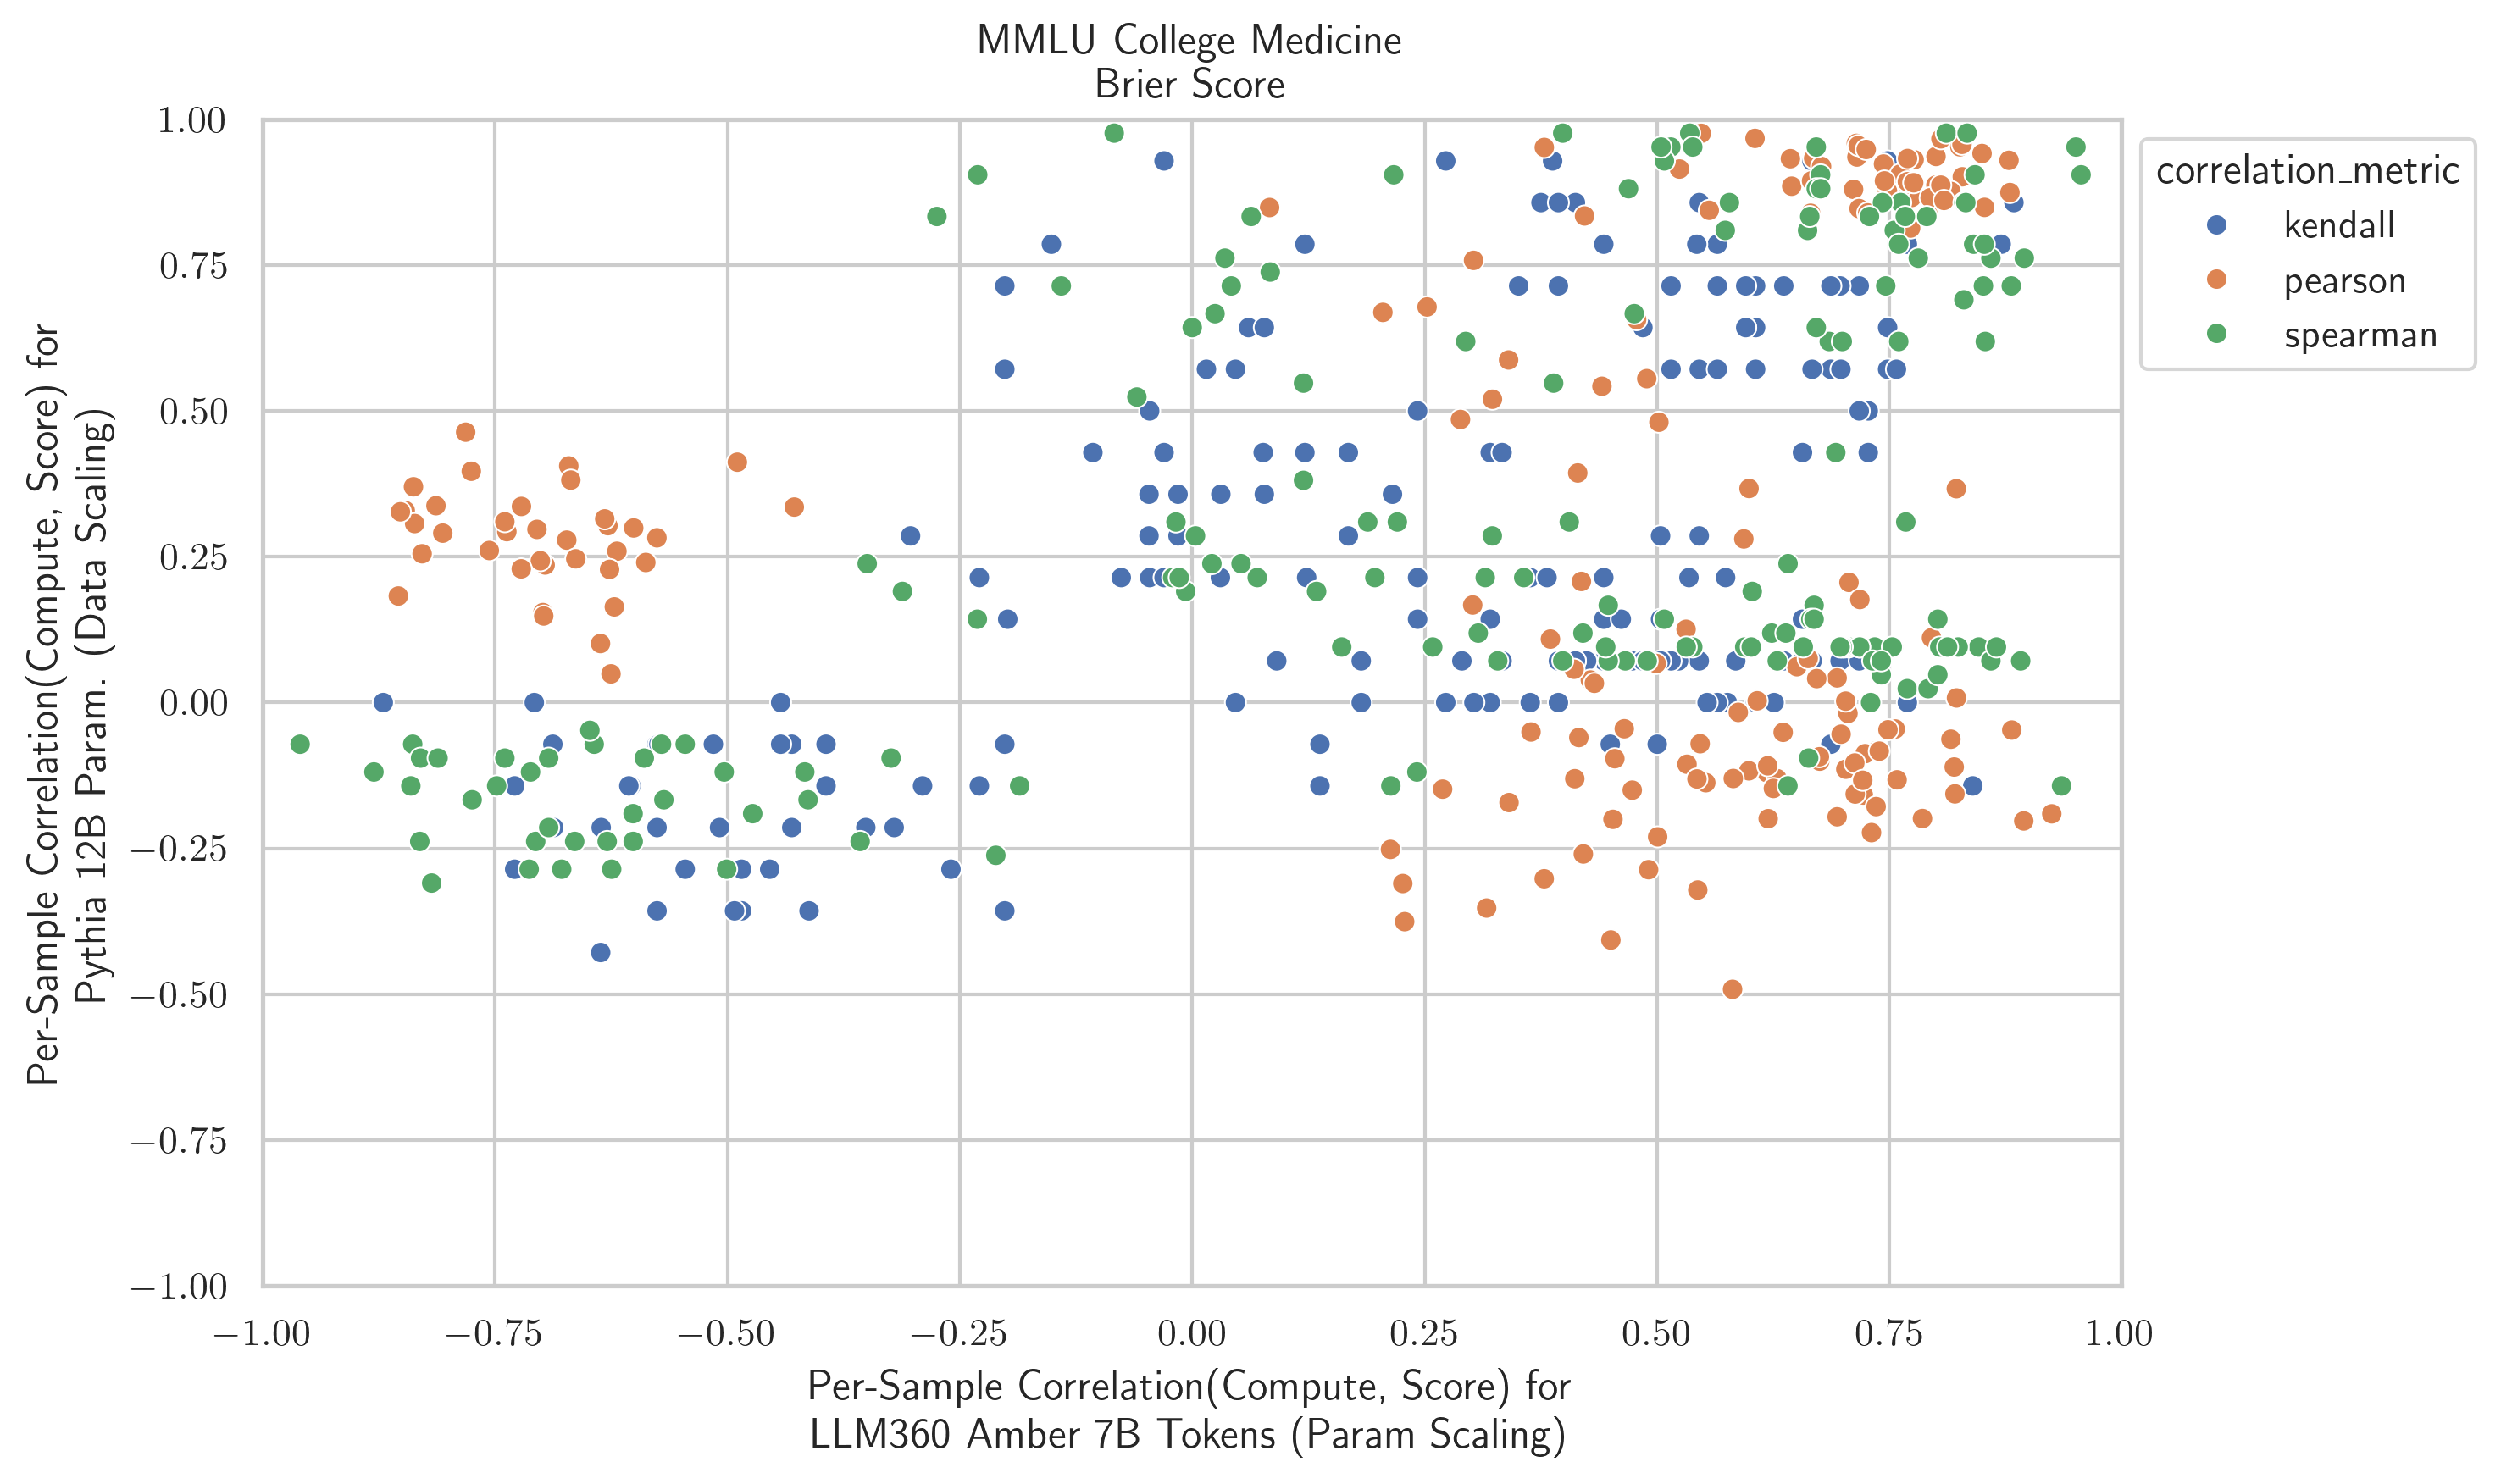 MMLU College Medicine
Brier Score
Per-Sample Correlation(Compute, Score) for
Pythia 12B Param. (Data Scaling)
1.00
0.75
0.50
0.25
0.00
−0.25
−0.50
−0.75
−1.00
−1.00
−0.75
−0.50
−0.25
0.00
0.25
0.50
0.75
1.00
Per-Sample Correlation(Compute, Score) for
LLM360 Amber 7B Tokens (Param Scaling)
correlation_metric
kendall
pearson
spearman